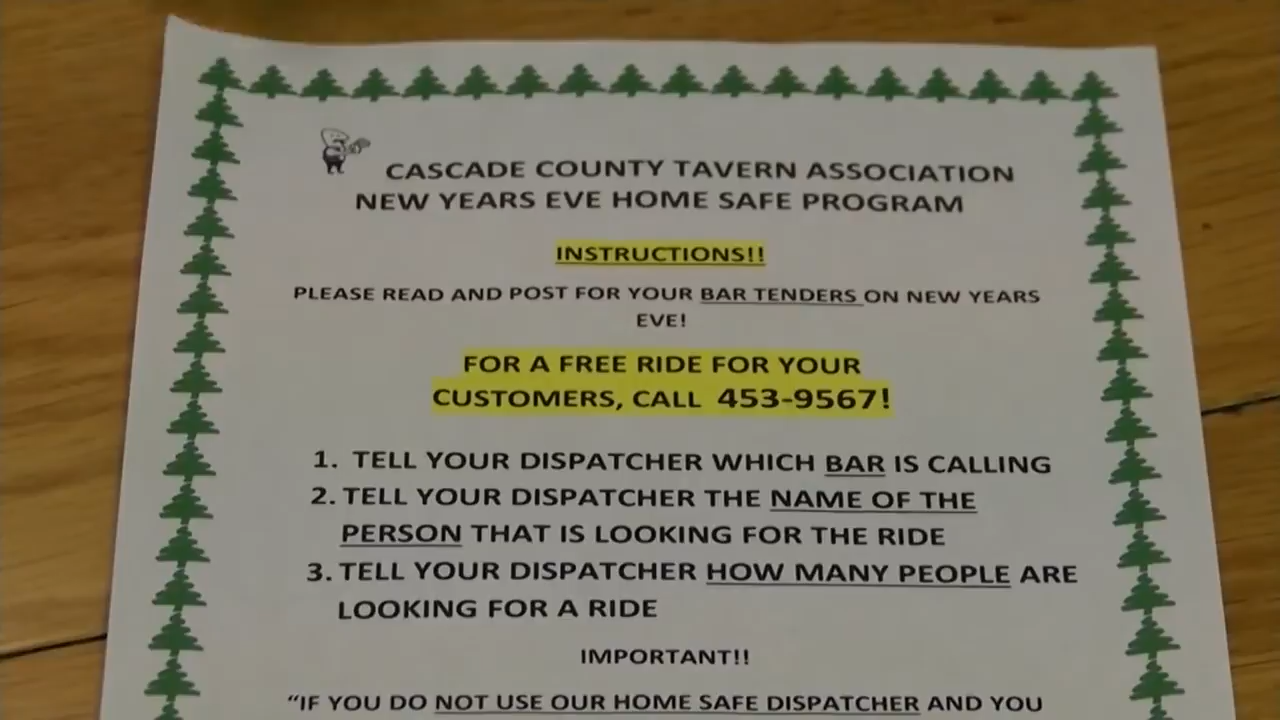 CASCADE COUNTY TAVERN ASSOCIATION
NEW YEARS EVE HOME SAFE PROGRAM
INSTRUCTIONS!!
PLEASE READ AND POST FOR YOUR BAR TENDERS ON NEW YEARS
EVE!
FOR A FREE RIDE FOR YOUR
CUSTOMERS, CALL 453-9567!
1. TELL YOUR DISPATCHER WHICH BAR IS CALLING
2. TELL YOUR DISPATCHER THE NAME OF THE
PERSON THAT IS LOOKING FOR THE RIDE
3. TELL YOUR DISPATCHER HOW MANY PEOPLE ARE
LOOKING FOR A RIDE
IMPORTANT!!
“IF YOU DO NOT USE OUR HOME SAFE DISPATCHER AND YOU